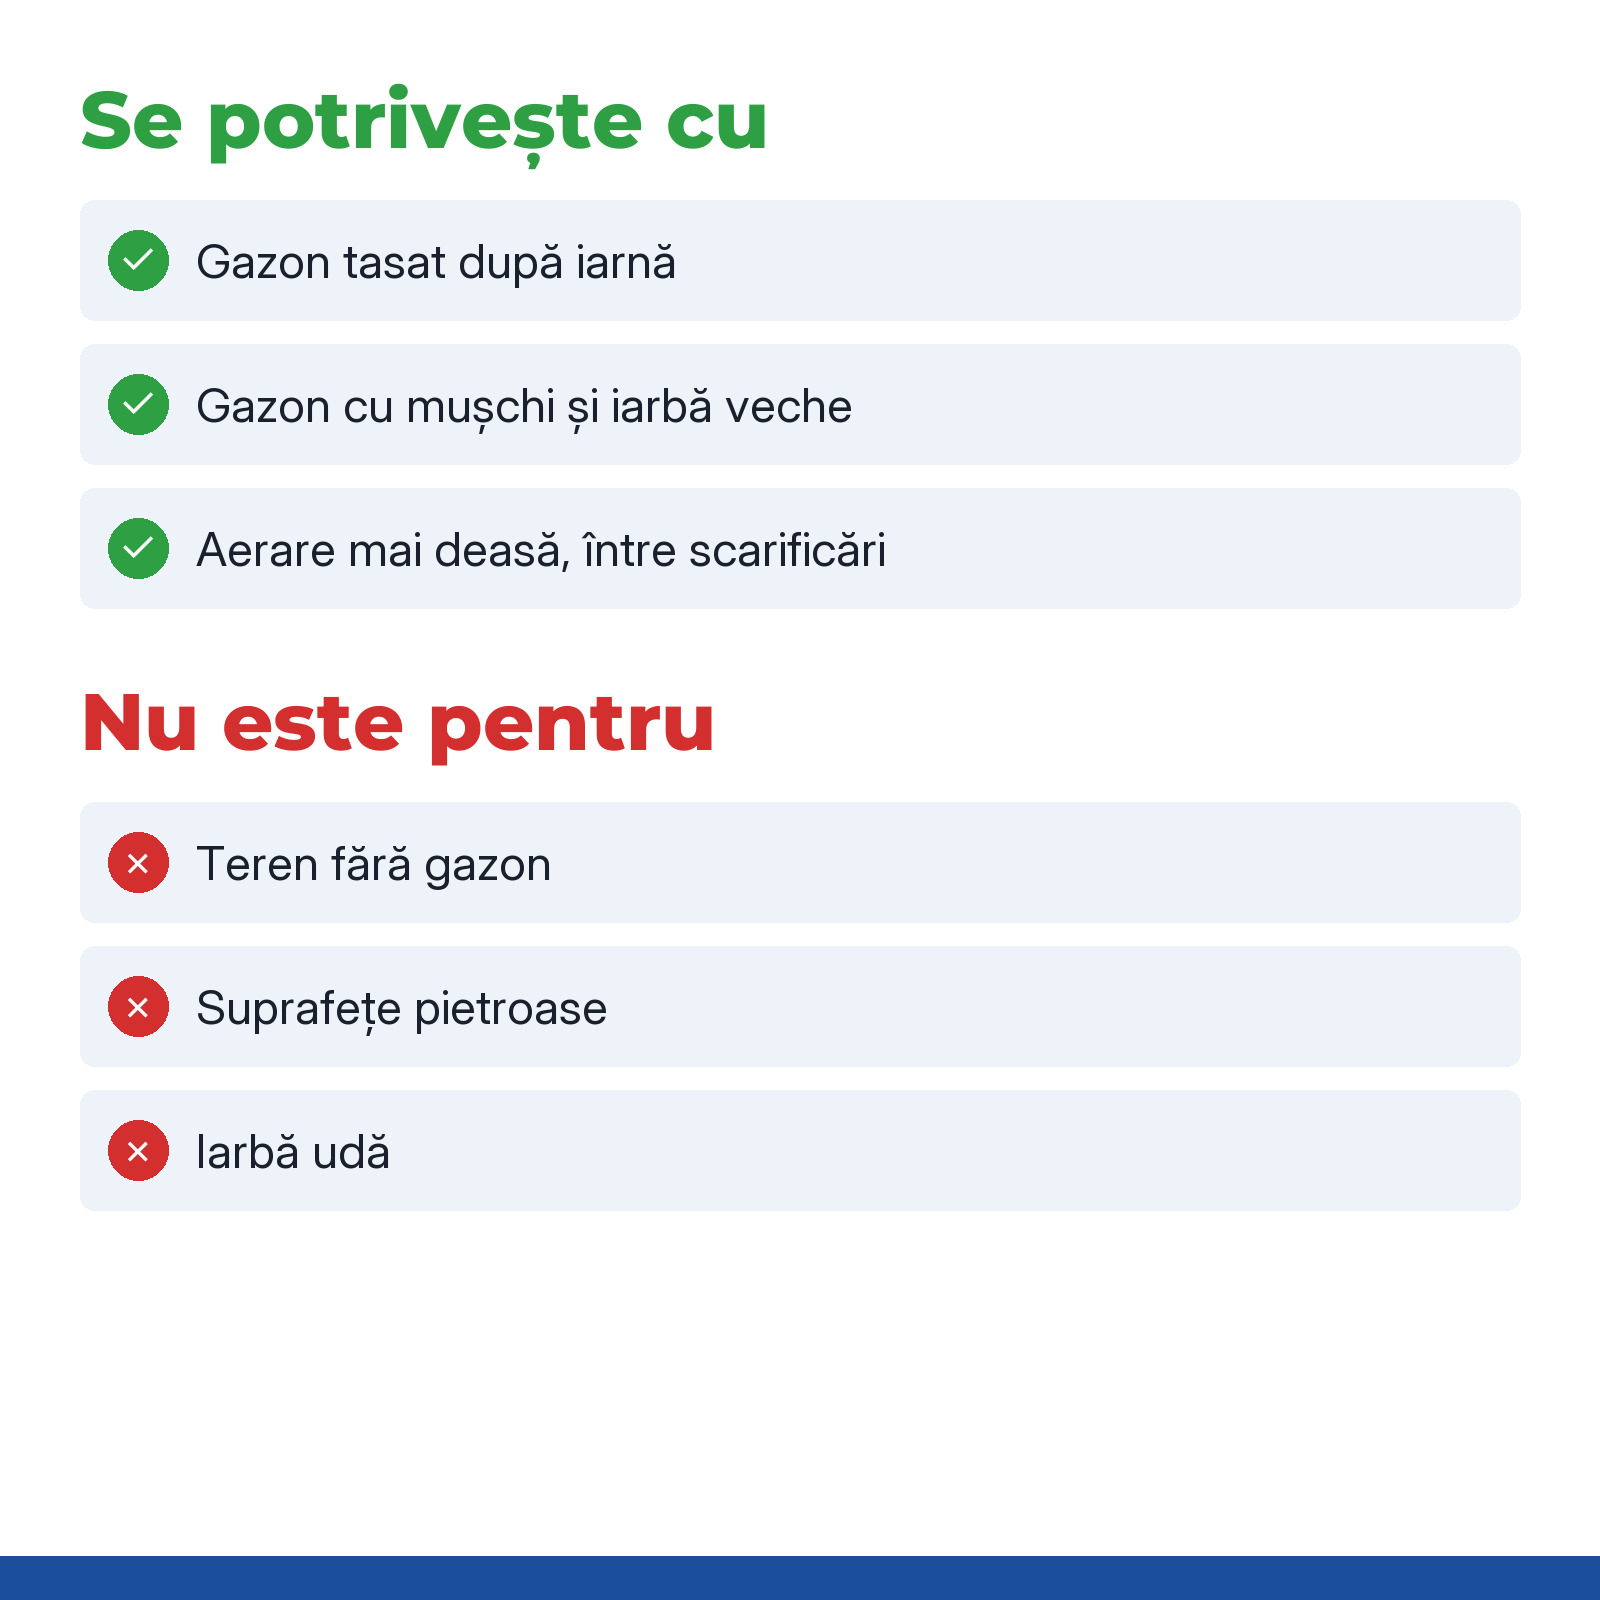 Se potrivește cu
Gazon tasat după iarnă
Gazon cu mușchi și iarbă veche
Aerare mai deasă, între scarificări
Nu este pentru
Teren fără gazon
Suprafețe pietroase
Iarbă udă